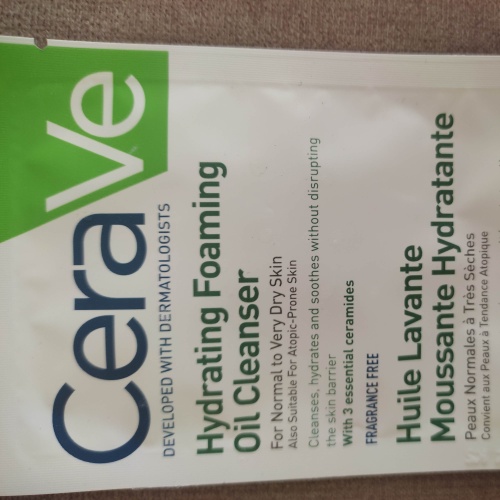 CeraVe
DEVELOPED WITH DERMATOLOGISTS
Hydrating Foaming
Oil Cleanser
For Normal to Very Dry Skin
Also Suitable For Atopic-Prone Skin
Cleanses, hydrates and soothes without disrupting
the skin barrier
With 3 essential ceramides
FRAGRANCE FREE
Huile Lavante
Moussante Hydratante
Peaux Normales à Très Sèches
Convient aux Peaux à Tendance Atopique